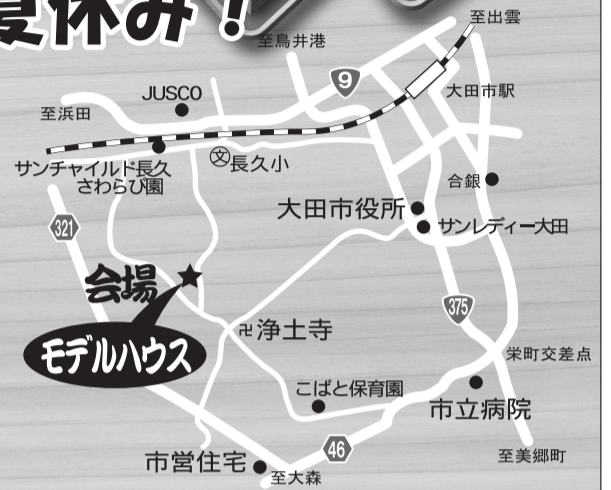 夏休み!
至出雲
至鳥井港
9
大田市駅
JUSCO
至浜田
サンチャイルド長久
さわらび園
文長久小
合銀
大田市役所
サンレディー大田
321
会場
モデルハウス
375
卍浄土寺
栄町交差点
こばと保育園
市立病院
46
市営住宅
至大森
至美郷町